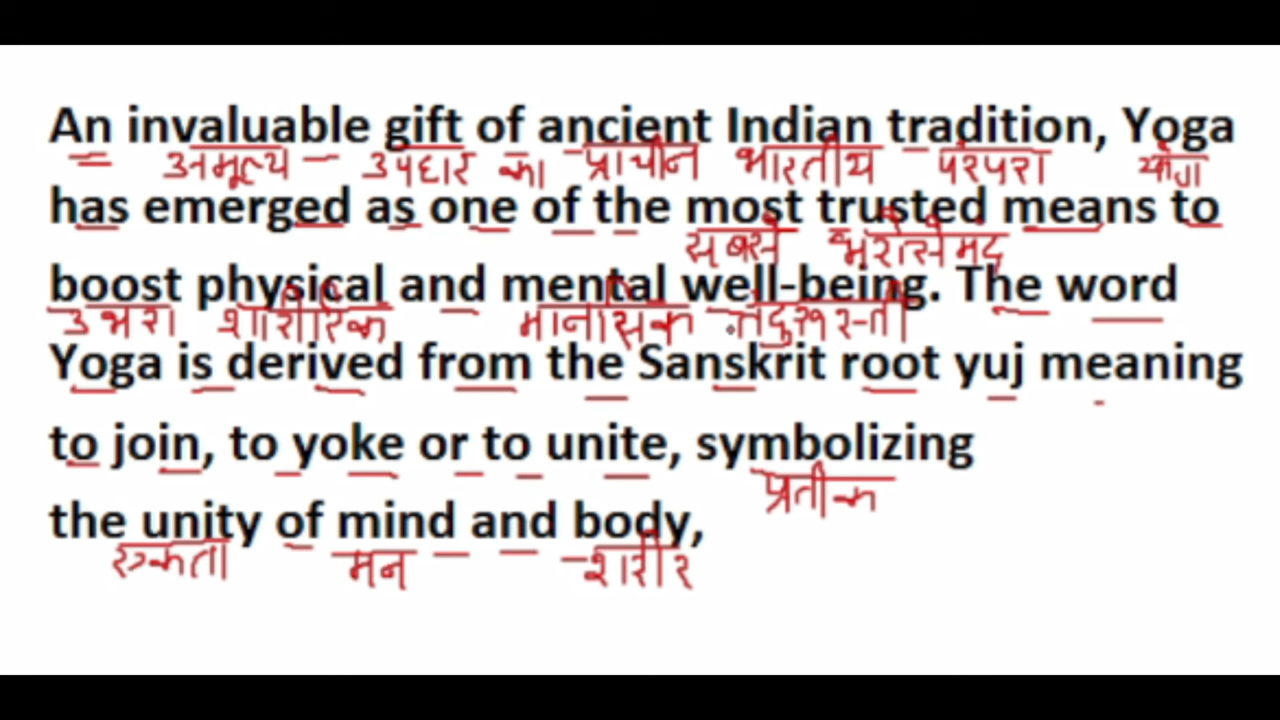 An invaluable gift of ancient Indian tradition, Yoga
अमूल्य उपहार का प्राचीन भारतीय परंपरा योग
has emerged as one of the most trusted means to
सबसे भरोसेमंद
boost physical and mental well-being. The word
उभरा शारीरिक मानसिक तंदुरुस्ती
Yoga is derived from the Sanskrit root yuj meaning
to join, to yoke or to unite, symbolizing
प्रतीक
the unity of mind and body,
एकता मन शरीर